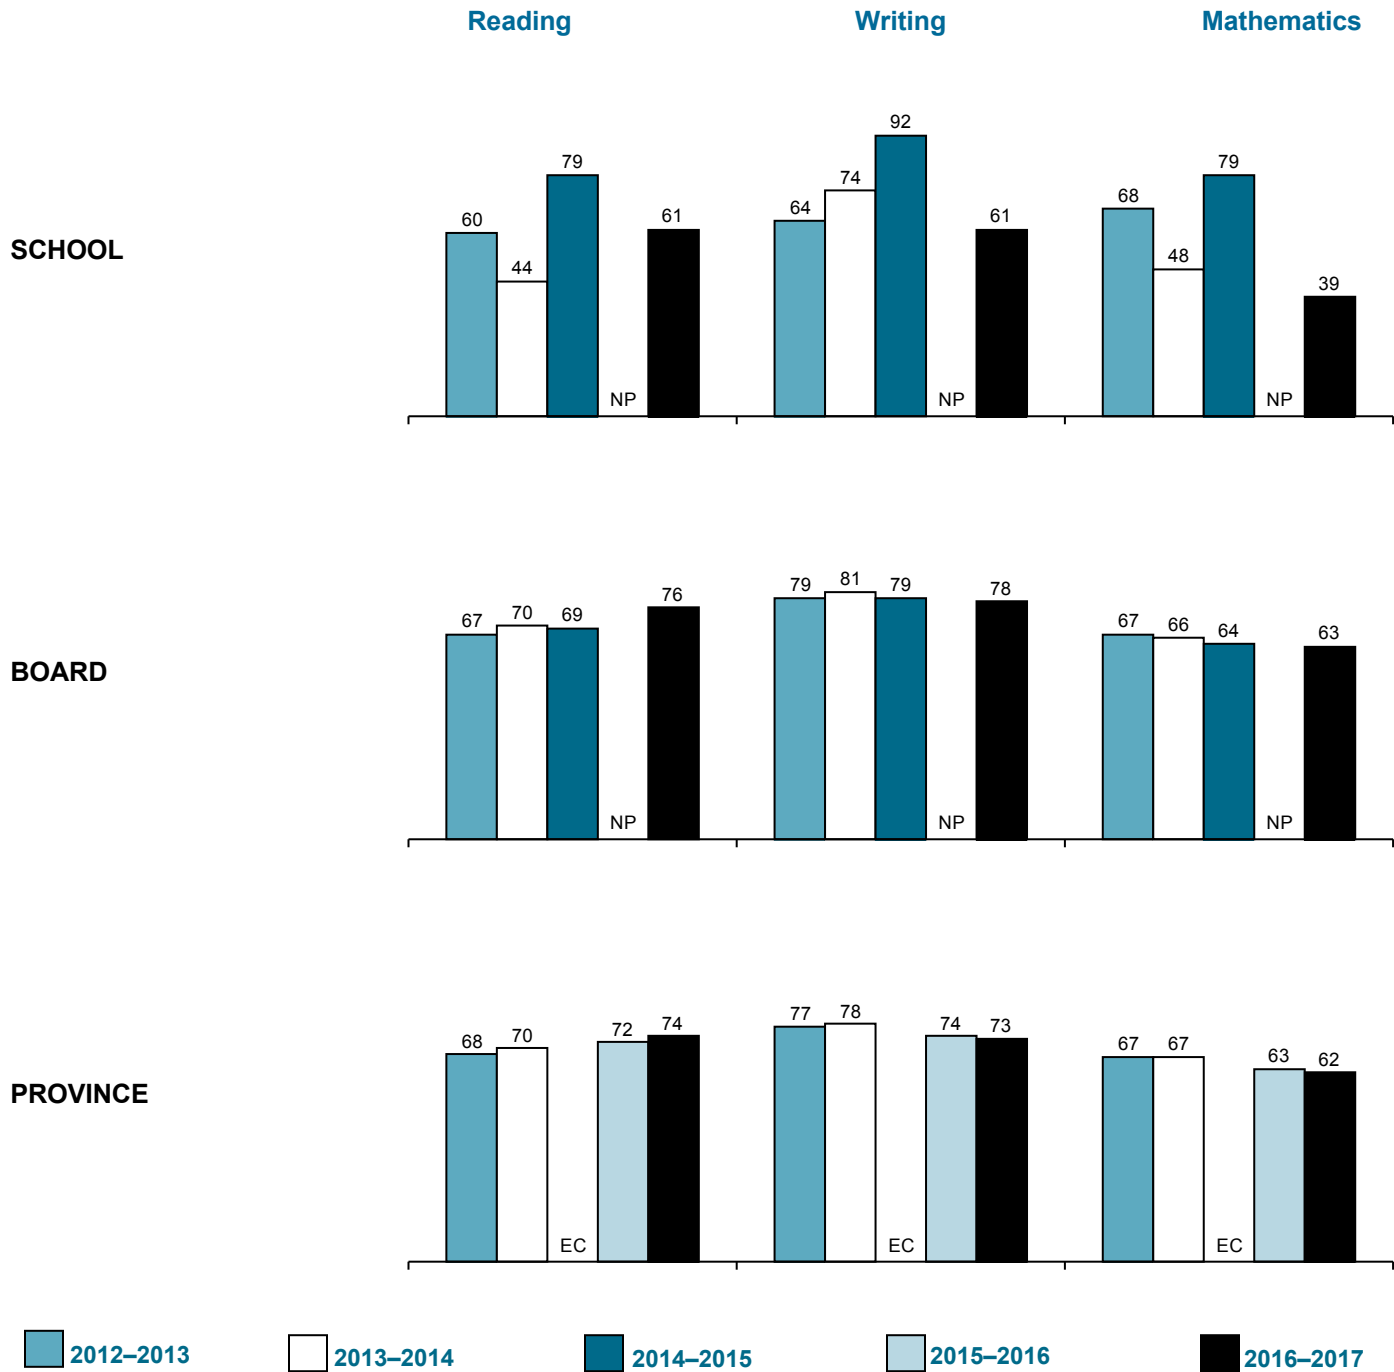 Reading Writing Mathematics
SCHOOL
60 44 79 NP 61
64 74 92 NP 61
68 48 79 NP 39
BOARD
67 70 69 NP 76
79 81 79 NP 78
67 66 64 NP 63
PROVINCE
68 70 EC 72 74
77 78 EC 74 73
67 67 EC 63 62
2012–2013 2013–2014 2014–2015 2015–2016 2016–2017